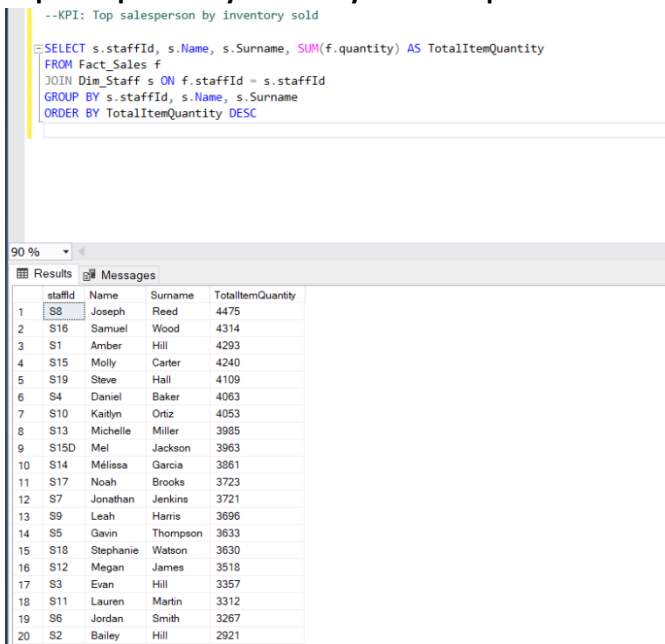 --KPI: Top salesperson by inventory sold
SELECT s.staffId, s.Name, s.Surname, SUM(f.quantity) AS TotalItemQuantity
FROM Fact_Sales f
JOIN Dim_Staff s ON f.staffId = s.staffId
GROUP BY s.staffId, s.Name, s.Surname
ORDER BY TotalItemQuantity DESC
90 %
Results Messages
staffId Name Surname TotalItemQuantity
1 S8 Joseph Reed 4475
2 S16 Samuel Wood 4314
3 S1 Amber Hill 4293
4 S15 Molly Carter 4240
5 S19 Steve Hall 4109
6 S4 Daniel Baker 4063
7 S10 Kaitlyn Ortiz 4053
8 S13 Michelle Miller 3985
9 S15D Mel Jackson 3963
10 S14 Mélissa Garcia 3861
11 S17 Noah Brooks 3723
12 S7 Jonathan Jenkins 3721
13 S9 Leah Harris 3696
14 S5 Gavin Thompson 3633
15 S18 Stephanie Watson 3630
16 S12 Megan James 3518
17 S3 Evan Hill 3357
18 S11 Lauren Martin 3312
19 S6 Jordan Smith 3267
20 S2 Bailey Hill 2921